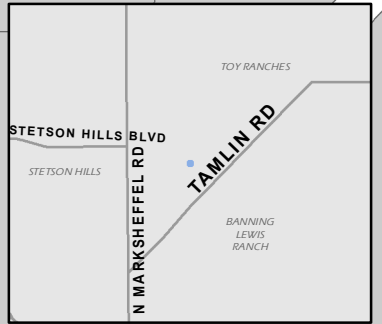 TOY RANCHES
TAMLIN RD
STETSON HILLS BLVD
STETSON HILLS
N MARKSHEFFEL RD
BANNING
LEWIS
RANCH